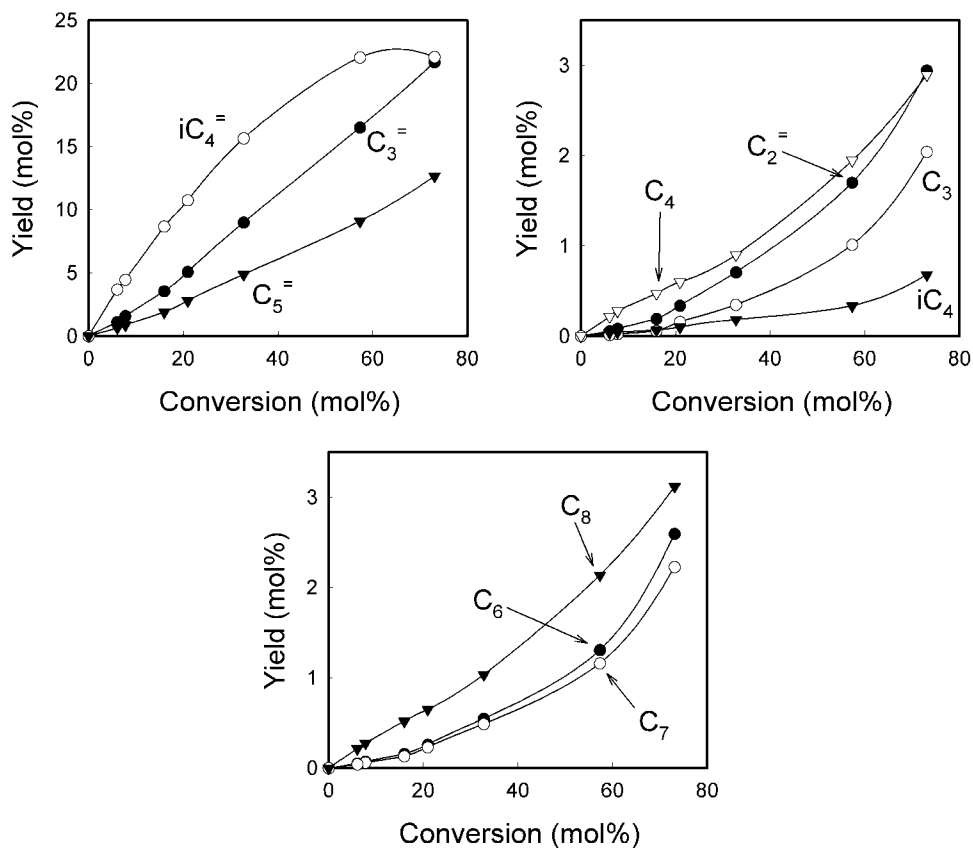 Yield (mol%)
25
20
15
10
5
0
iC4=
C3=
C5=
0 20 40 60 80
Conversion (mol%)
Yield (mol%)
3
2
1
0
C4
C2=
C3
iC4
0 20 40 60 80
Conversion (mol%)
Yield (mol%)
3
2
1
0
C8
C6
C7
0 20 40 60 80
Conversion (mol%)